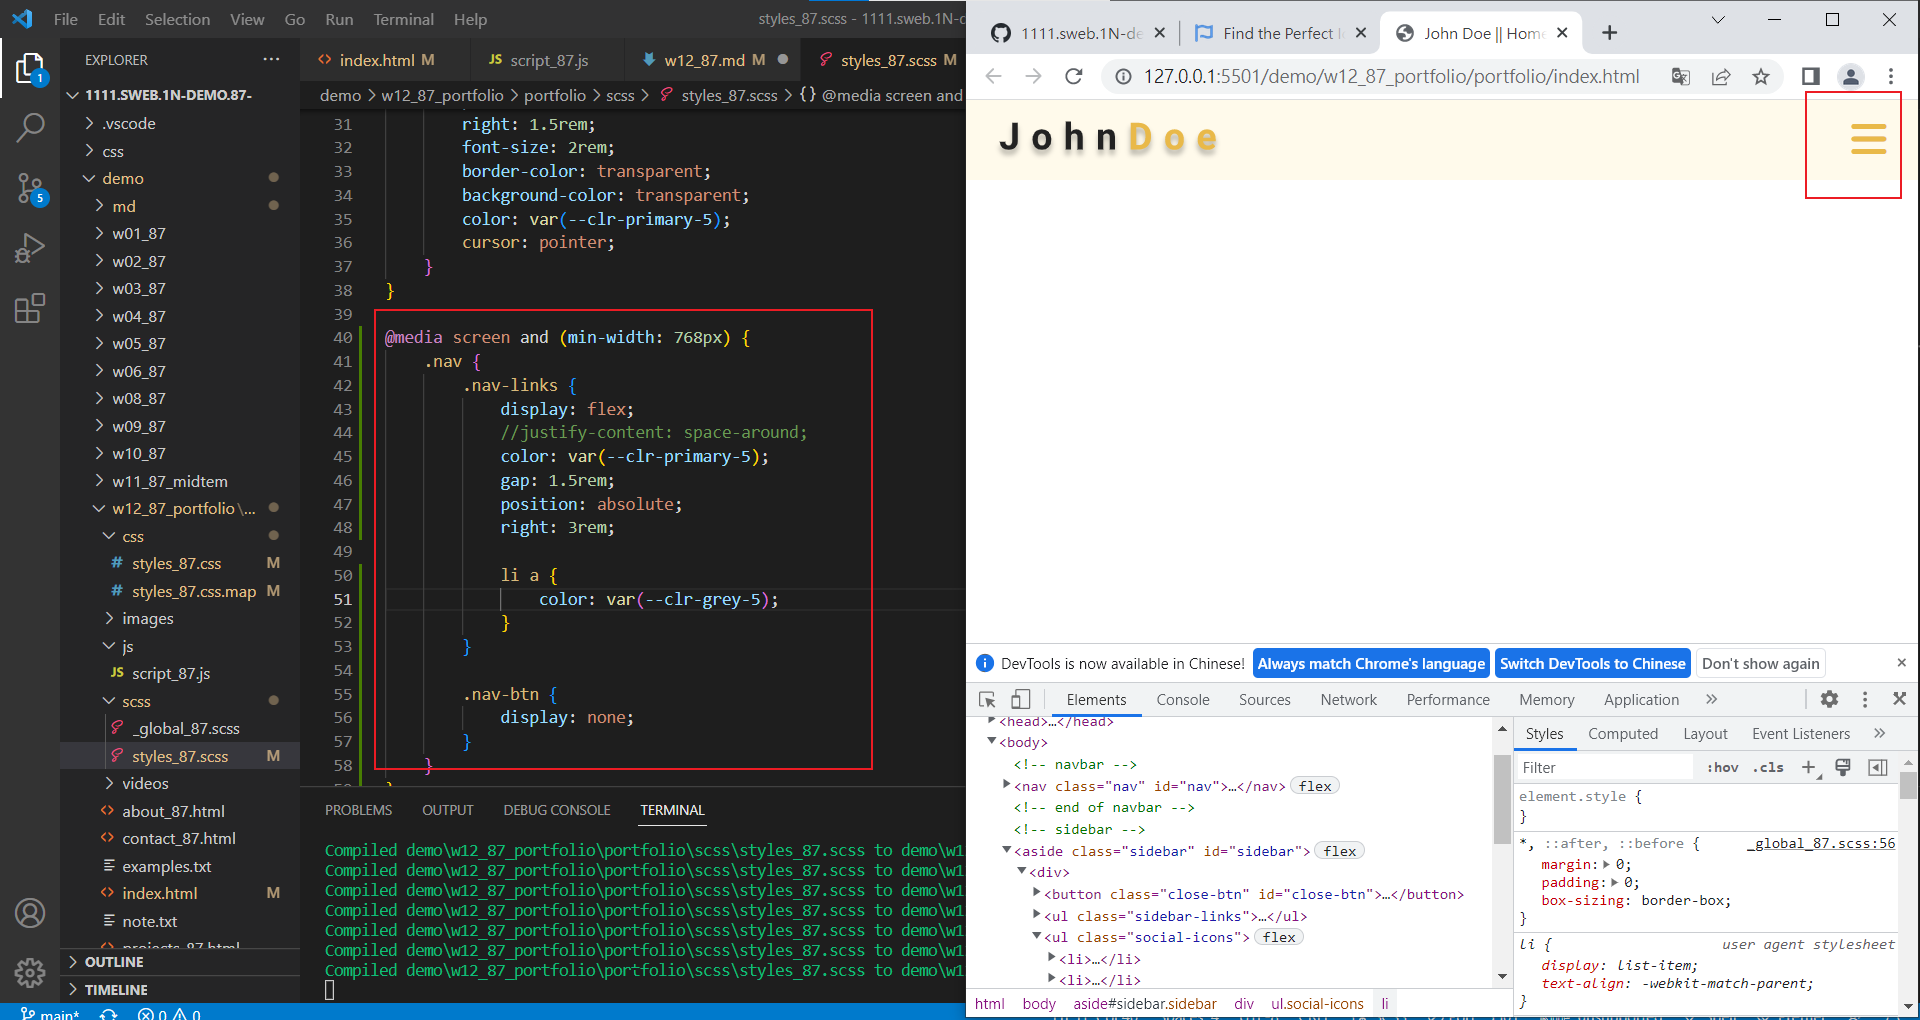 File Edit Selection View Go Run Terminal Help
styles_87.scss - 1111.sweb.1N-d
EXPLORER
1111.SWEB.1N-DEMO.87-
.vscode
css
demo
md
w01_87
w02_87
w03_87
w04_87
w05_87
w06_87
w08_87
w09_87
w10_87
w11_87_midtem
w12_87_portfolio\...
css
# styles_87.css M
# styles_87.css.map M
images
js
JS script_87.js
scss
_global_87.scss
styles_87.scss M
videos
about_87.html
contact_87.html
examples.txt
index.html M
note.txt
projects_87.html
OUTLINE
TIMELINE
1
5
main*
0 0
index.html M
JS script_87.js
w12_87.md M
styles_87.scss M
demo > w12_87_portfolio > portfolio > scss > styles_87.scss > {} @media screen and
31 right: 1.5rem;
32 font-size: 2rem;
33 border-color: transparent;
34 background-color: transparent;
35 color: var(--clr-primary-5);
36 cursor: pointer;
37 }
38 }
39
40 @media screen and (min-width: 768px) {
41 .nav {
42 .nav-links {
43 display: flex;
44 //justify-content: space-around;
45 color: var(--clr-primary-5);
46 gap: 1.5rem;
47 position: absolute;
48 right: 3rem;
49
50 li a {
51 color: var(--clr-grey-5);
52 }
53 }
54
55 .nav-btn {
56 display: none;
57 }
58 }
PROBLEMS OUTPUT DEBUG CONSOLE TERMINAL
Compiled demo\w12_87_portfolio\portfolio\scss\styles_87.scss to demo\w1
Compiled demo\w12_87_portfolio\portfolio\scss\styles_87.scss to demo\w1
Compiled demo\w12_87_portfolio\portfolio\scss\styles_87.scss to demo\w1
Compiled demo\w12_87_portfolio\portfolio\scss\styles_87.scss to demo\w1
Compiled demo\w12_87_portfolio\portfolio\scss\styles_87.scss to demo\w1
Compiled demo\w12_87_portfolio\portfolio\scss\styles_87.scss to demo\w1
Compiled demo\w12_87_portfolio\portfolio\scss\styles_87.scss to demo\w1
1111.sweb.1N-de
Find the Perfect I
John Doe || Home
127.0.0.1:5501/demo/w12_87_portfolio/portfolio/index.html
JohnDoe
DevTools is now available in Chinese! Always match Chrome's language Switch DevTools to Chinese Don't show again
Elements Console Sources Network Performance Memory Application
<head>…</head>
<body>
<!-- navbar -->
<nav class="nav" id="nav">…</nav> flex
<!-- end of navbar -->
<!-- sidebar -->
<aside class="sidebar" id="sidebar"> flex
<div>
<button class="close-btn" id="close-btn">…</button>
<ul class="sidebar-links">…</ul>
<ul class="social-icons"> flex
<li>…</li>
<li>…</li>
html body aside#sidebar.sidebar div ul.social-icons li
Styles Computed Layout Event Listeners
Filter :hov .cls
element.style {
}
*, ::after, ::before { _global_87.scss:56
margin: 0;
padding: 0;
box-sizing: border-box;
}
li { user agent stylesheet
display: list-item;
text-align: -webkit-match-parent;
}